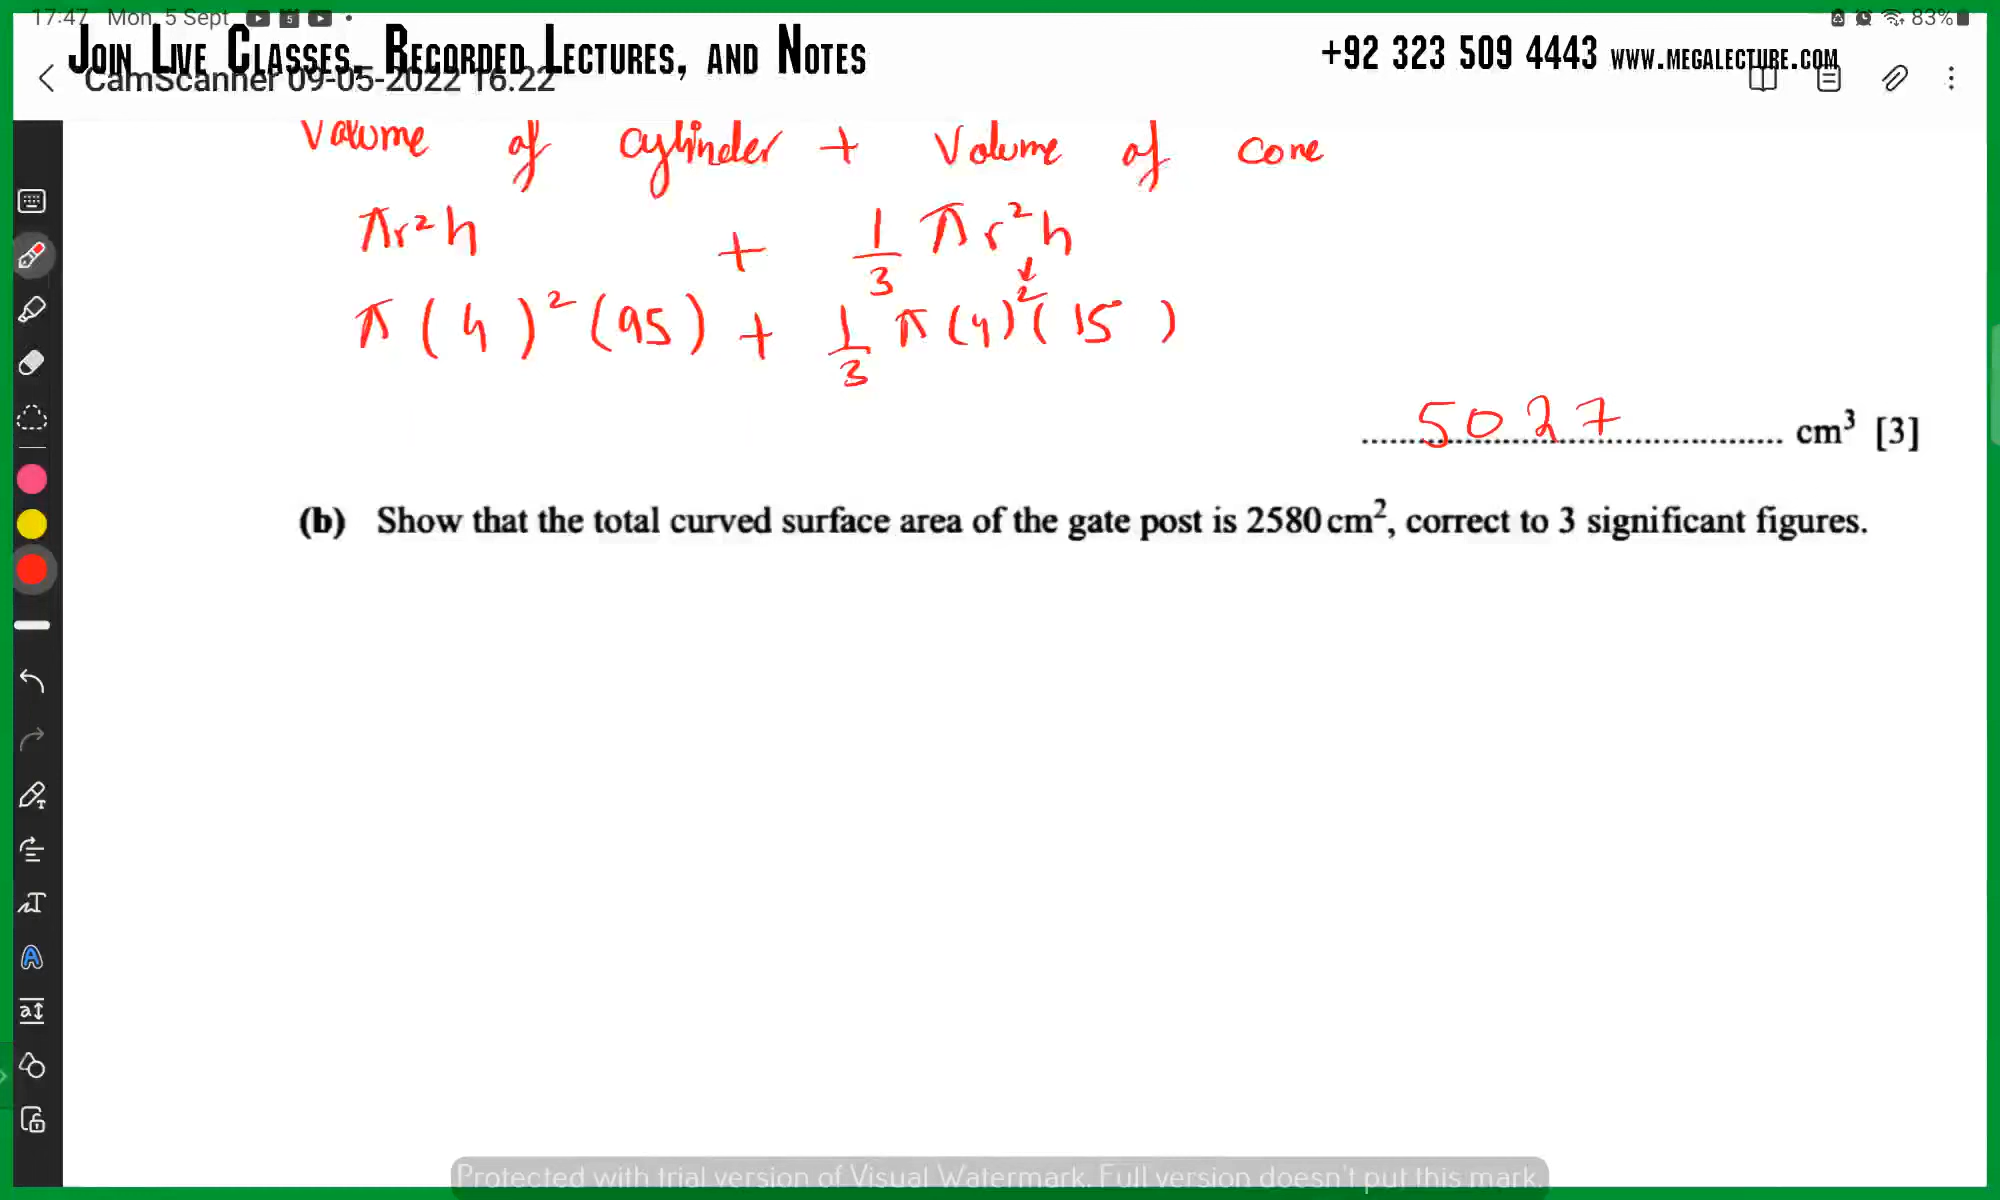 17:47 Mon, 5 Sept 5 83%
JOIN LIVE CLASSES, RECORDED LECTURES, AND NOTES +92 323 509 4443 WWW.MEGALECTURE.COM
CamScanner 09-05-2022 16.22
Volume of cylinder + Volume of cone
πr²h + 1/3 πr²h
π(4)²(95) + 1/3 π(4)²(15)
5027 cm³ [3]
(b) Show that the total curved surface area of the gate post is 2580 cm², correct to 3 significant figures.
Protected with trial version of Visual Watermark. Full version doesn't put this mark.